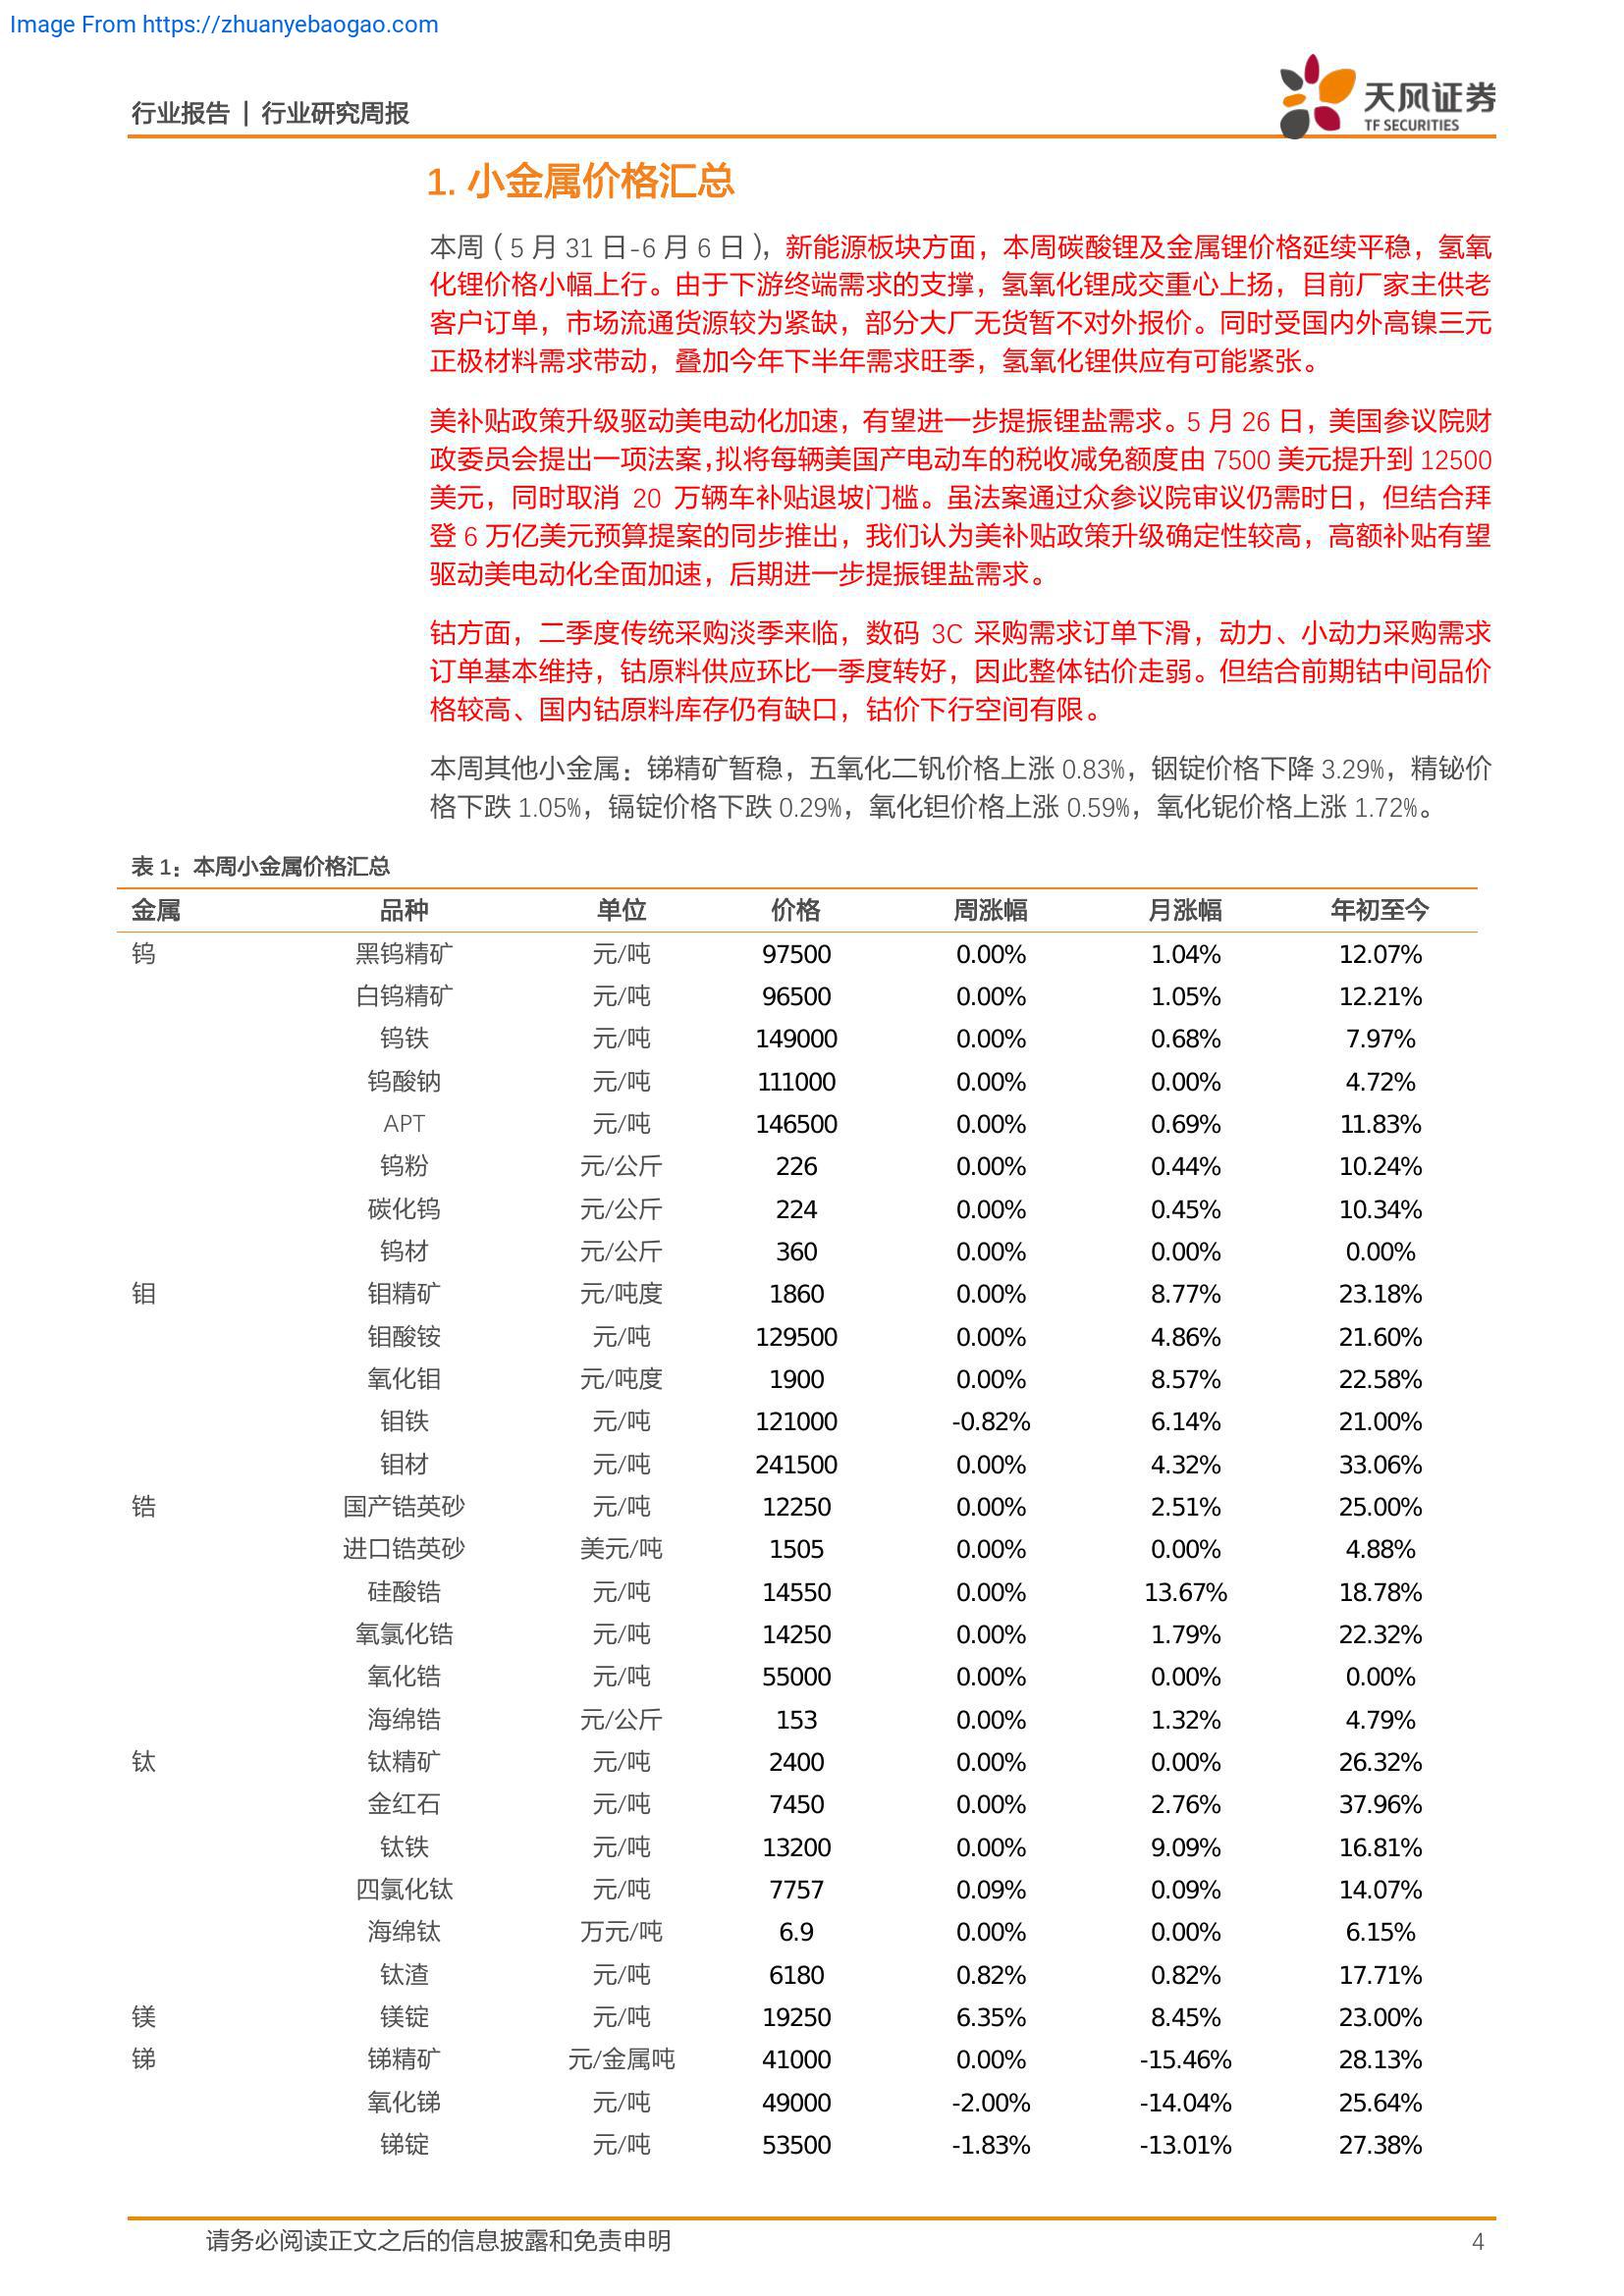 Image From https://zhuanyebaogao.com
行业报告 | 行业研究周报
天风证券
TF SECURITIES
1. 小金属价格汇总
本周（5 月 31 日-6 月 6 日），新能源板块方面，本周碳酸锂及金属锂价格延续平稳，氢氧
化锂价格小幅上行。由于下游终端需求的支撑，氢氧化锂成交重心上扬，目前厂家主供老
客户订单，市场流通货源较为紧缺，部分大厂无货暂不对外报价。同时受国内外高镍三元
正极材料需求带动，叠加今年下半年需求旺季，氢氧化锂供应有可能紧张。
美补贴政策升级驱动美电动化加速，有望进一步提振锂盐需求。5 月 26 日，美国参议院财
政委员会提出一项法案，拟将每辆美国产电动车的税收减免额度由 7500 美元提升到 12500
美元，同时取消 20 万辆车补贴退坡门槛。虽法案通过众参议院审议仍需时日，但结合拜
登 6 万亿美元预算提案的同步推出，我们认为美补贴政策升级确定性较高，高额补贴有望
驱动美电动化全面加速，后期进一步提振锂盐需求。
钴方面，二季度传统采购淡季来临，数码 3C 采购需求订单下滑，动力、小动力采购需求
订单基本维持，钴原料供应环比一季度转好，因此整体钴价走弱。但结合前期钴中间品价
格较高、国内钴原料库存仍有缺口，钴价下行空间有限。
本周其他小金属：锑精矿暂稳，五氧化二钒价格上涨 0.83%，铟锭价格下降 3.29%，精铋价
格下跌 1.05%，镉锭价格下跌 0.29%，氧化钽价格上涨 0.59%，氧化铌价格上涨 1.72%。
表 1：本周小金属价格汇总
金属 品种 单位 价格 周涨幅 月涨幅 年初至今
钨 黑钨精矿 元/吨 97500 0.00% 1.04% 12.07%
白钨精矿 元/吨 96500 0.00% 1.05% 12.21%
钨铁 元/吨 149000 0.00% 0.68% 7.97%
钨酸钠 元/吨 111000 0.00% 0.00% 4.72%
APT 元/吨 146500 0.00% 0.69% 11.83%
钨粉 元/公斤 226 0.00% 0.44% 10.24%
碳化钨 元/公斤 224 0.00% 0.45% 10.34%
钨材 元/公斤 360 0.00% 0.00% 0.00%
钼 钼精矿 元/吨度 1860 0.00% 8.77% 23.18%
钼酸铵 元/吨 129500 0.00% 4.86% 21.60%
氧化钼 元/吨度 1900 0.00% 8.57% 22.58%
钼铁 元/吨 121000 -0.82% 6.14% 21.00%
钼材 元/吨 241500 0.00% 4.32% 33.06%
锆 国产锆英砂 元/吨 12250 0.00% 2.51% 25.00%
进口锆英砂 美元/吨 1505 0.00% 0.00% 4.88%
硅酸锆 元/吨 14550 0.00% 13.67% 18.78%
氧氯化锆 元/吨 14250 0.00% 1.79% 22.32%
氧化锆 元/吨 55000 0.00% 0.00% 0.00%
海绵锆 元/公斤 153 0.00% 1.32% 4.79%
钛 钛精矿 元/吨 2400 0.00% 0.00% 26.32%
金红石 元/吨 7450 0.00% 2.76% 37.96%
钛铁 元/吨 13200 0.00% 9.09% 16.81%
四氯化钛 元/吨 7757 0.09% 0.09% 14.07%
海绵钛 万元/吨 6.9 0.00% 0.00% 6.15%
钛渣 元/吨 6180 0.82% 0.82% 17.71%
镁 镁锭 元/吨 19250 6.35% 8.45% 23.00%
锑 锑精矿 元/金属吨 41000 0.00% -15.46% 28.13%
氧化锑 元/吨 49000 -2.00% -14.04% 25.64%
锑锭 元/吨 53500 -1.83% -13.01% 27.38%
请务必阅读正文之后的信息披露和免责申明 4